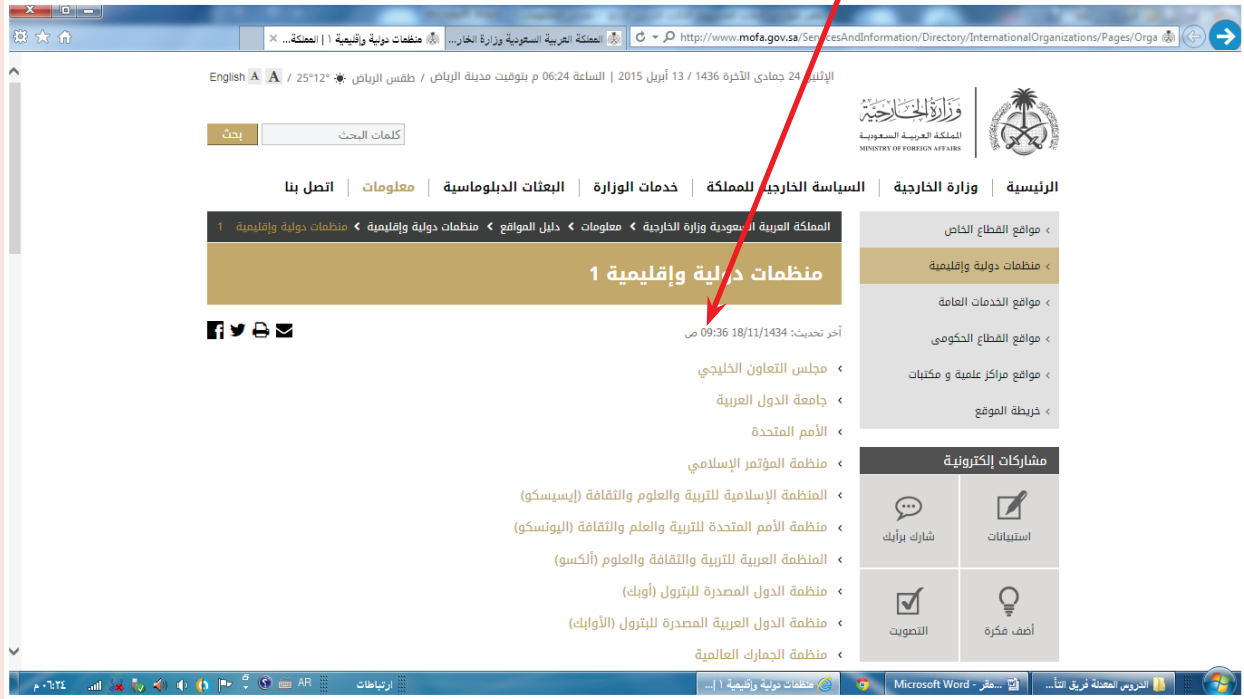 http://www.mofa.gov.sa/ServicesAndInformation/Directory/InternationalOrganizations/Pages/Orga
المملكة العربية السعودية وزارة الخار...
منظمات دولية وإقليمية ١ | المملكة...
الإثنين 24 جمادى الآخرة 1436 / 13 أبريل 2015 | الساعة 06:24 م بتوقيت مدينة الرياض / طقس الرياض 25°12° / A A English
وزارة الخارجية
المملكة العربية السعودية
MINISTRY OF FOREIGN AFFAIRS
كلمات البحث
بحث
الرئيسية | وزارة الخارجية | السياسة الخارجية للمملكة | خدمات الوزارة | البعثات الدبلوماسية | معلومات | اتصل بنا
مواقع القطاع الخاص
منظمات دولية وإقليمية
مواقع الخدمات العامة
مواقع القطاع الحكومى
مواقع مراكز علمية و مكتبات
خريطة الموقع
مشاركات إلكترونية
استبيانات
شارك برأيك
أضف فكرة
التصويت
المملكة العربية السعودية وزارة الخارجية › معلومات › دليل المواقع › منظمات دولية وإقليمية › منظمات دولية وإقليمية 1
منظمات دولية وإقليمية 1
آخر تحديث: 18/11/1434 09:36 ص
مجلس التعاون الخليجي
جامعة الدول العربية
الأمم المتحدة
منظمة المؤتمر الإسلامي
المنظمة الإسلامية للتربية والعلوم والثقافة (إيسيسكو)
منظمة الأمم المتحدة للتربية والعلم والثقافة (اليونسكو)
المنظمة العربية للتربية والثقافة والعلوم (ألكسو)
منظمة الدول المصدرة للبترول (أوبك)
منظمة الدول العربية المصدرة للبترول (الأوابك)
منظمة الجمارك العالمية
الدروس المعدلة فريق التأ...
مقر... - Microsoft Word
منظمات دولية وإقليمية ١ |...
ارتباطات
AR
٠٦:٢٤ م